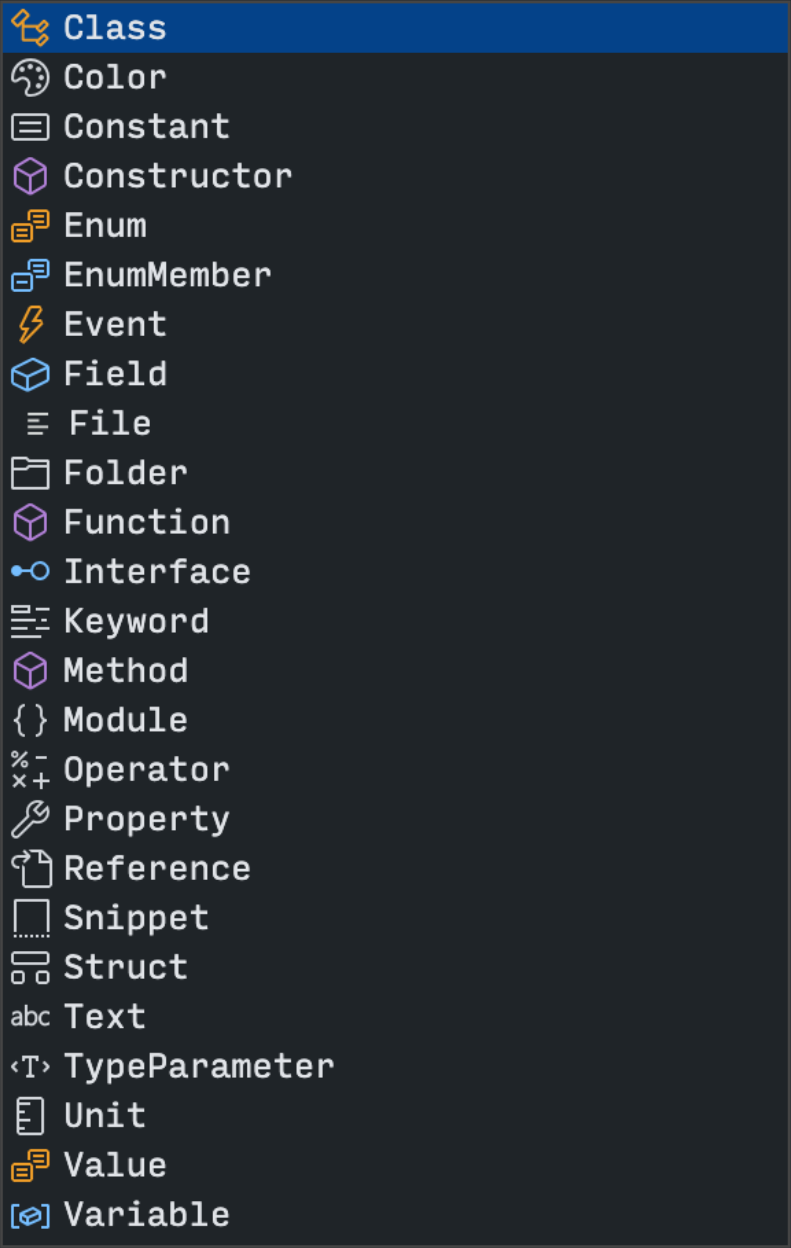 Class
Color
Constant
Constructor
Enum
EnumMember
Event
Field
File
Folder
Function
Interface
Keyword
Method
{} Module
Operator
Property
Reference
Snippet
Struct
abc Text
‹T› TypeParameter
Unit
Value
Variable